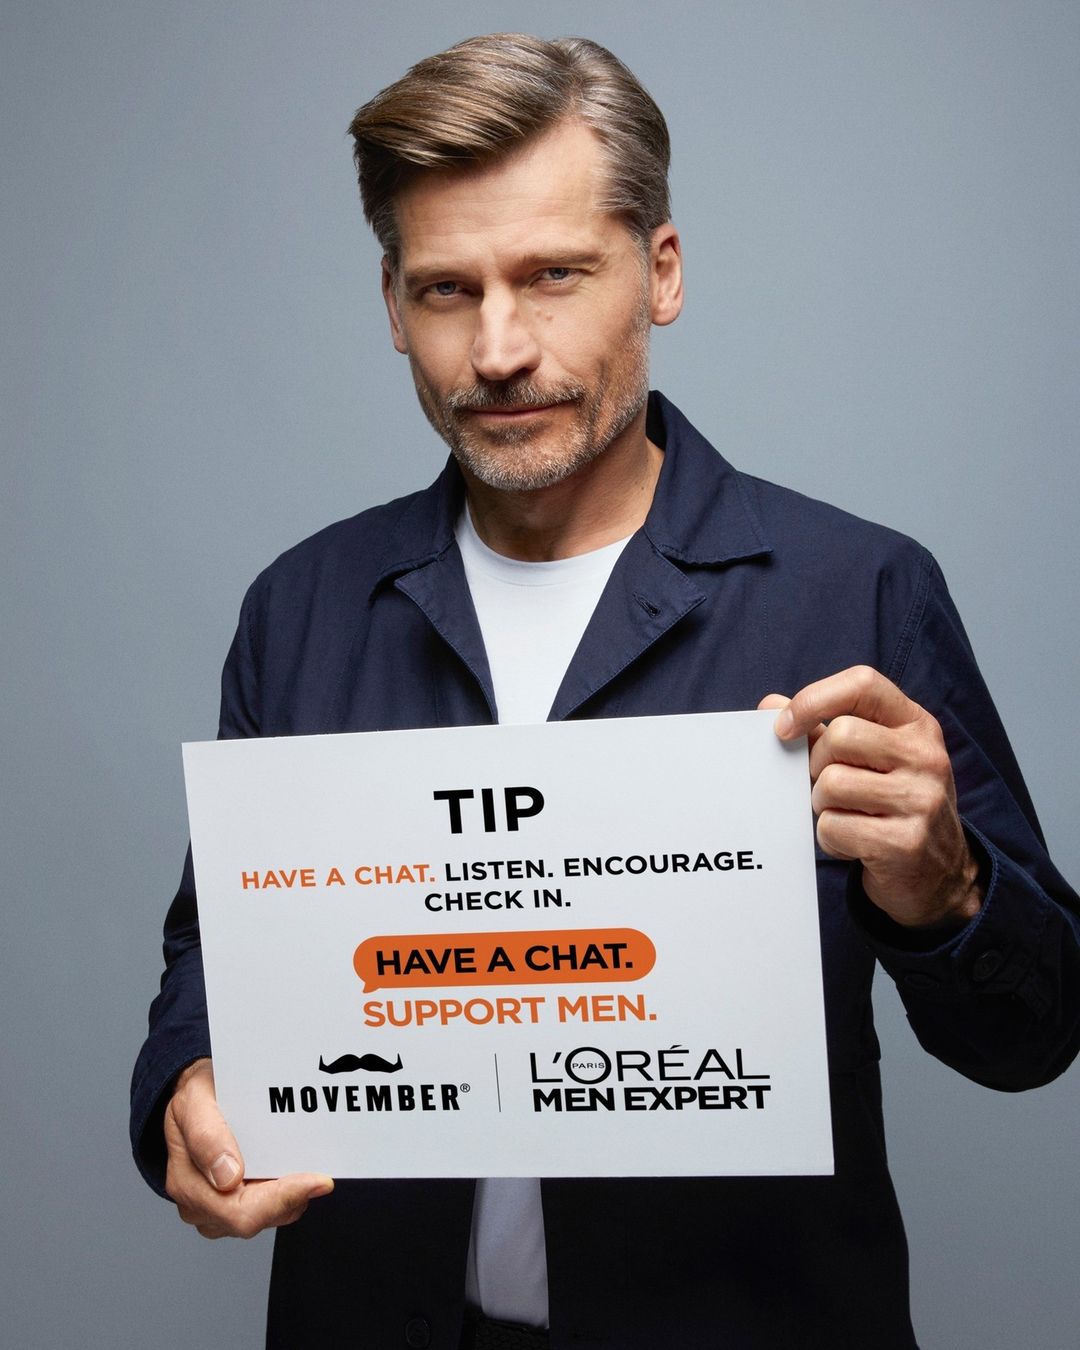 TIP
HAVE A CHAT. LISTEN. ENCOURAGE.
CHECK IN.
HAVE A CHAT.
SUPPORT MEN.
MOVEMBER®
L'ORÉAL
PARIS
MEN EXPERT